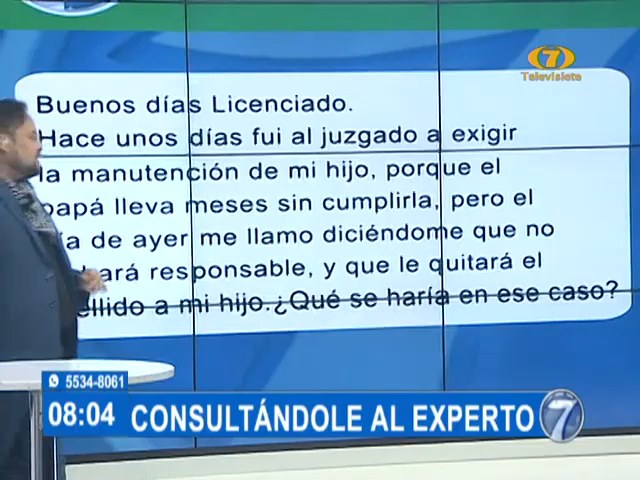 7
Televisiete
Buenos días Licenciado.
Hace unos días fui al juzgado a exigir
la manutención de mi hijo, porque el
papá lleva meses sin cumplirla, pero el
de ayer me llamo diciéndome que no
hará responsable, y que le quitará el
ellido a mi hijo.¿Qué se haría en ese caso?
5534-8061
08:04 CONSULTÁNDOLE AL EXPERTO 7